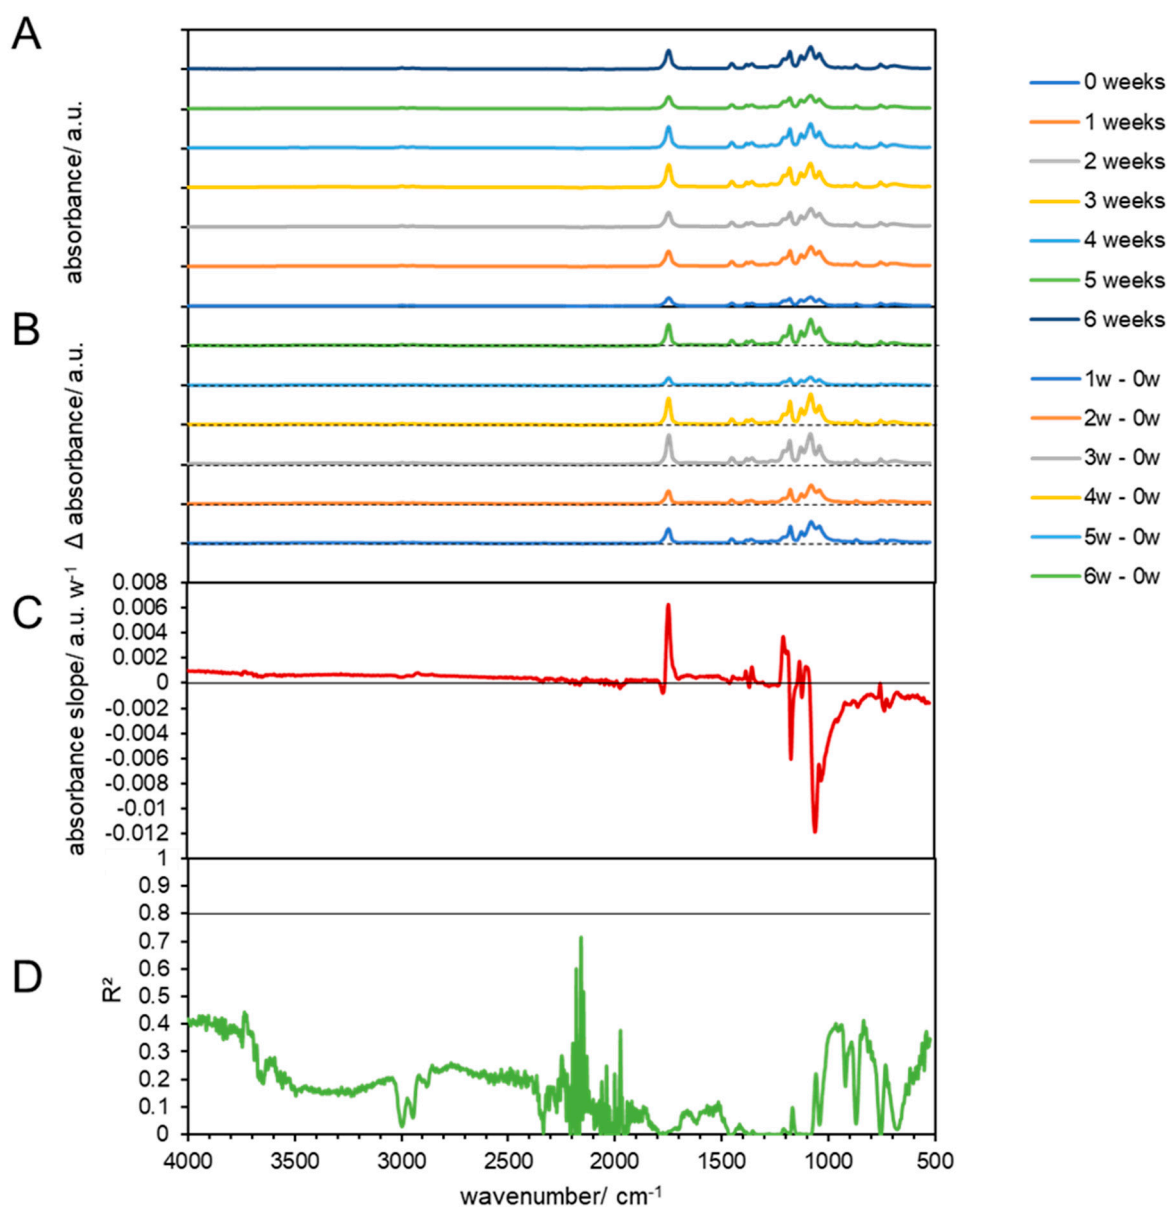 A
absorbance/ a.u.
0 weeks
1 weeks
2 weeks
3 weeks
4 weeks
5 weeks
6 weeks
B
Δ absorbance/ a.u.
1w - 0w
2w - 0w
3w - 0w
4w - 0w
5w - 0w
6w - 0w
C
absorbance slope/ a.u. w⁻¹
0.008
0.006
0.004
0.002
0
-0.002
-0.004
-0.006
-0.008
-0.01
-0.012
D
R²
1
0.9
0.8
0.7
0.6
0.5
0.4
0.3
0.2
0.1
0
4000 3500 3000 2500 2000 1500 1000 500
wavenumber/ cm⁻¹